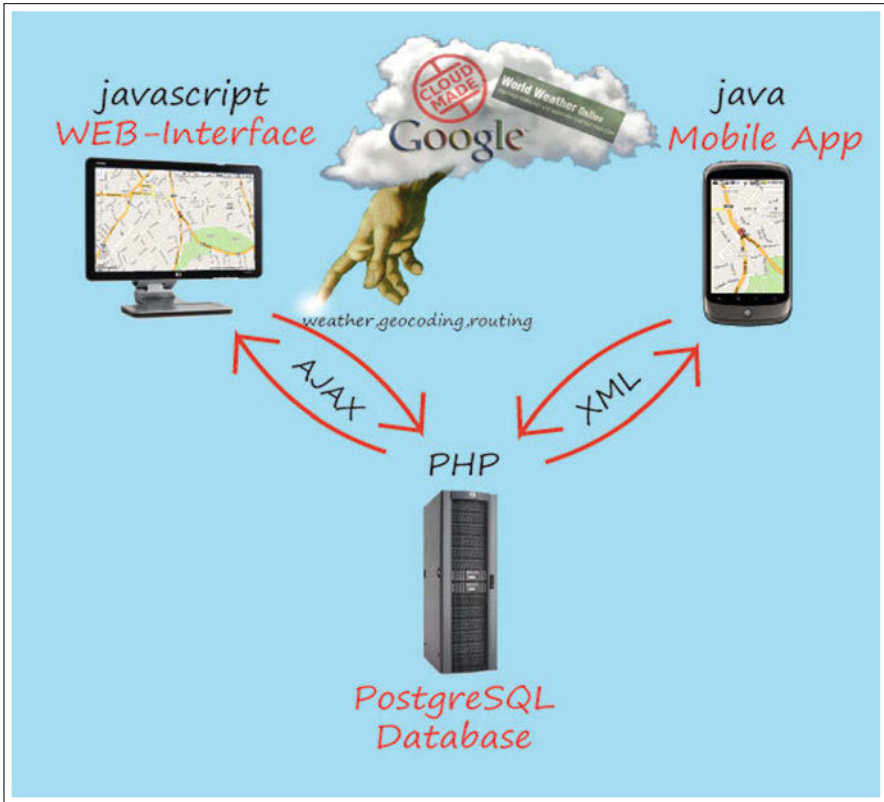 javascript
WEB-Interface
CLOUD
MADE
World Weather Online
Google
java
Mobile App
weather,geocoding,routing
AJAX
XML
PHP
PostgreSQL
Database